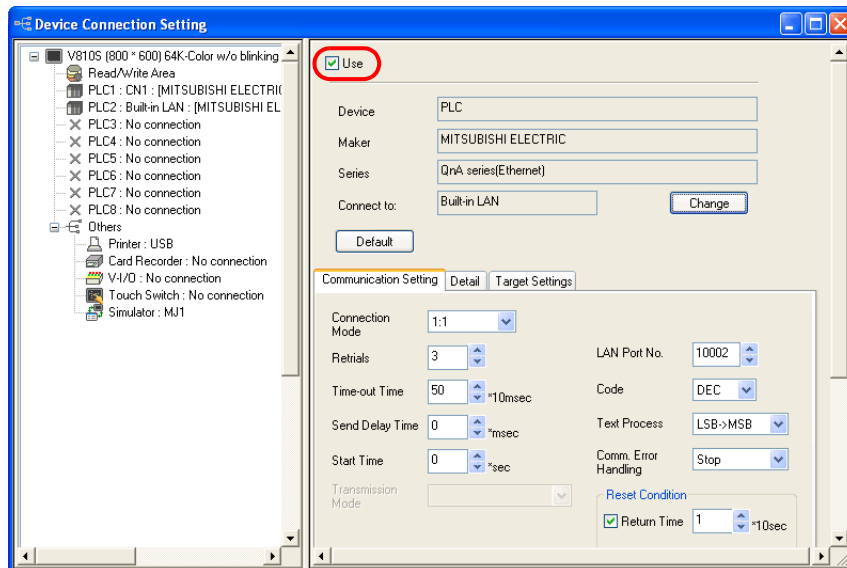 Device Connection Setting
V810S (800 * 600) 64K-Color w/o blinking
Read/Write Area
PLC1 : CN1 : [MITSUBISHI ELECTRI
PLC2 : Built-in LAN : [MITSUBISHI EL
PLC3 : No connection
PLC4 : No connection
PLC5 : No connection
PLC6 : No connection
PLC7 : No connection
PLC8 : No connection
Others
Printer : USB
Card Recorder : No connection
V-I/O : No connection
Touch Switch : No connection
Simulator : MJ1
Use
Device PLC
Maker MITSUBISHI ELECTRIC
Series QnA series(Ethernet)
Connect to: Built-in LAN Change
Default
Communication Setting Detail Target Settings
Connection Mode 1:1
Retrials 3
Time-out Time 50 *10msec
Send Delay Time 0 *msec
Start Time 0 *sec
Transmission Mode
LAN Port No. 10002
Code DEC
Text Process LSB->MSB
Comm. Error Handling Stop
Reset Condition
Return Time 1 *10sec